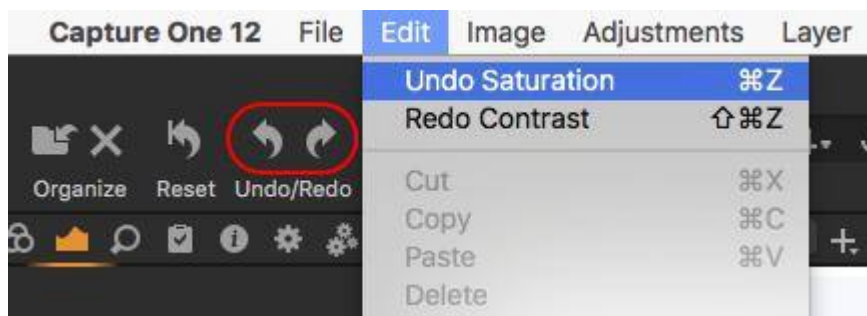 Capture One 12 File Edit Image Adjustments Layer
Undo Saturation ⌘Z
Redo Contrast ⇧⌘Z
Organize Reset Undo/Redo
Cut ⌘X
Copy ⌘C
Paste ⌘V
Delete